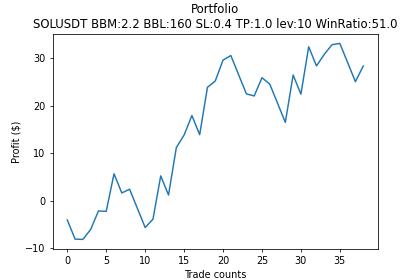 Portfolio
SOLUSDT BBM:2.2 BBL:160 SL:0.4 TP:1.0 lev:10 WinRatio:51.0
Profit ($)
30
20
10
0
−10
0 5 10 15 20 25 30 35
Trade counts